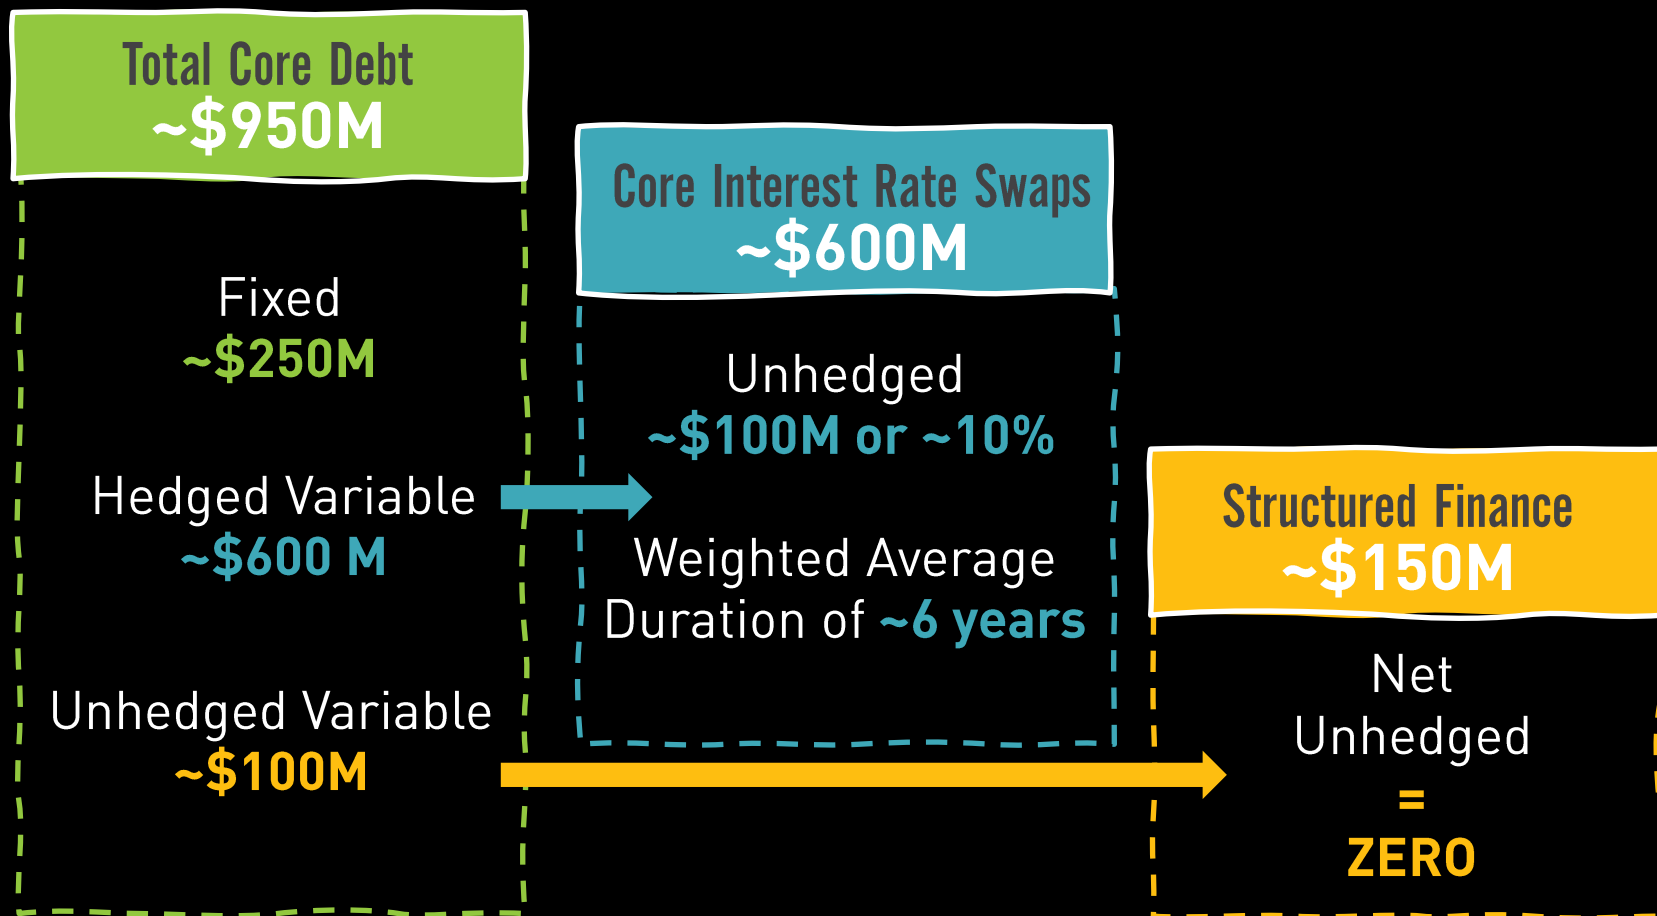 Total Core Debt
~$950M
Fixed
~$250M
Hedged Variable
~$600 M
Unhedged Variable
~$100M
Core Interest Rate Swaps
~$600M
Unhedged
~$100M or ~10%
Weighted Average
Duration of ~6 years
Structured Finance
~$150M
Net
Unhedged
=
ZERO